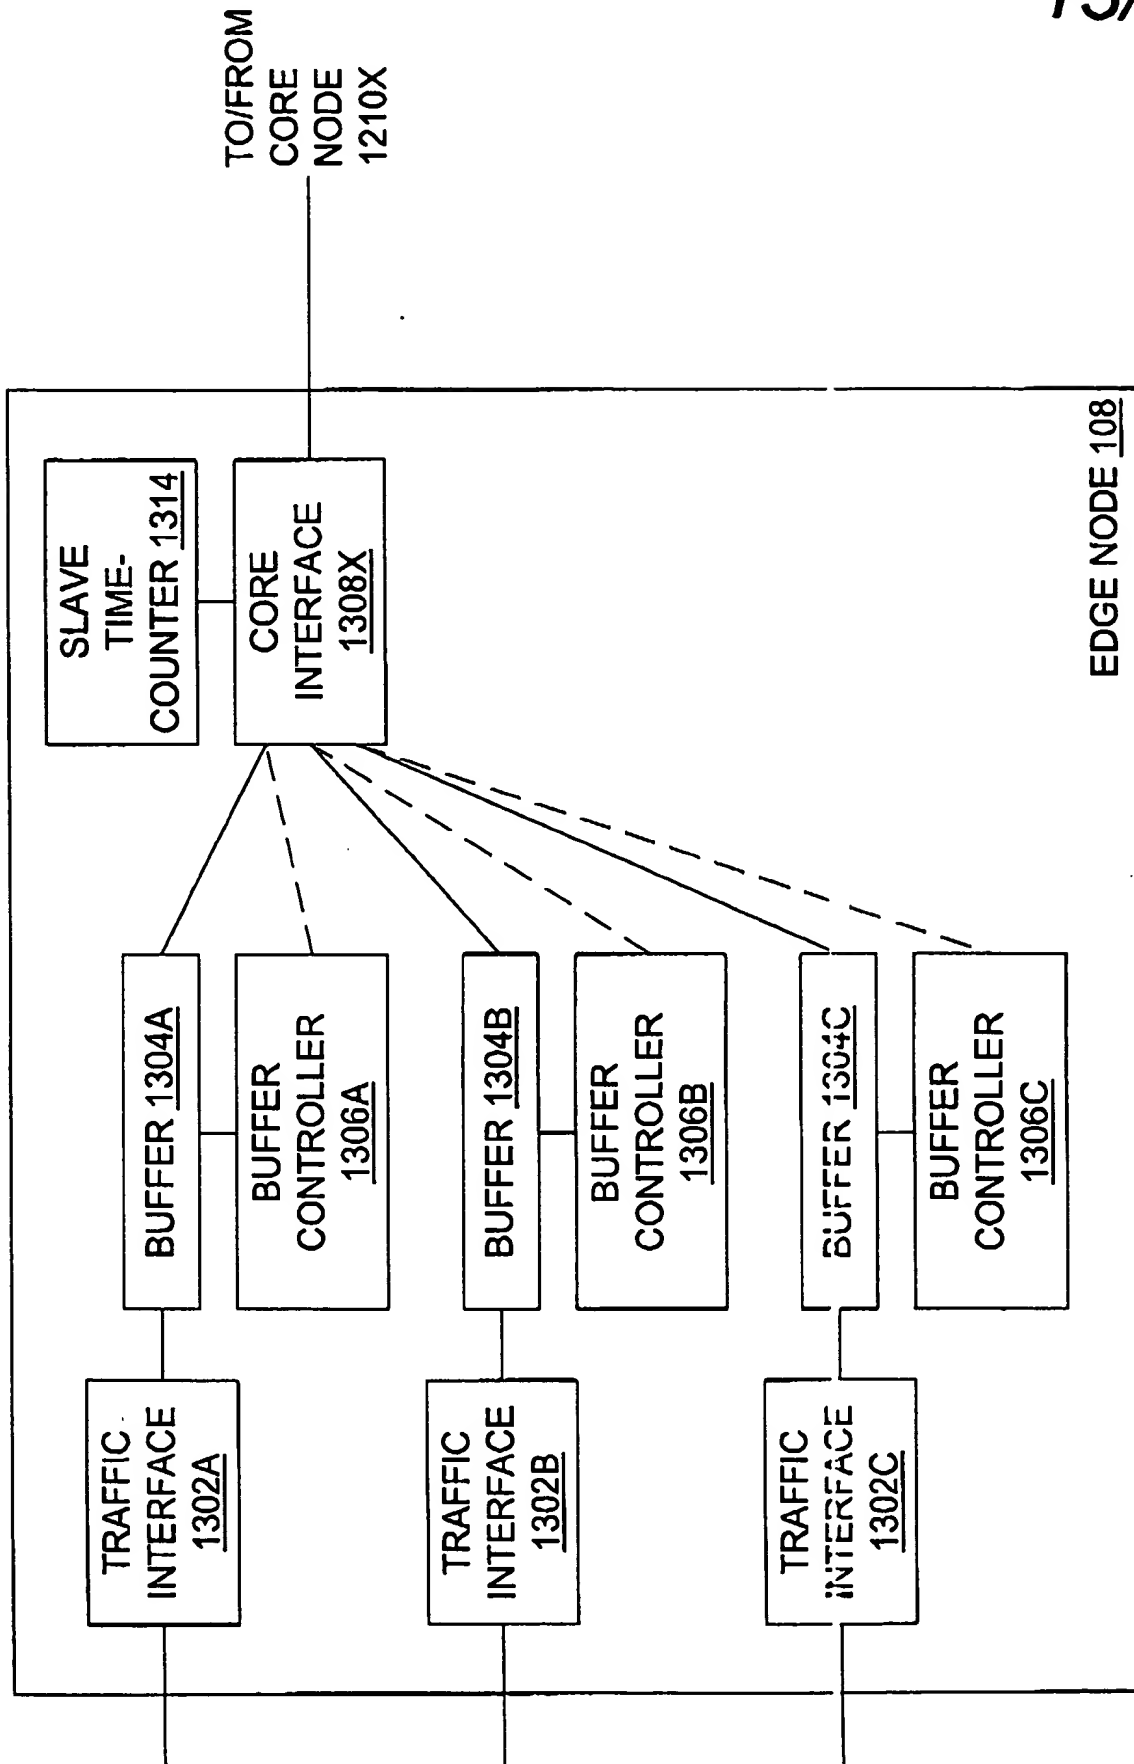 TRAFFIC
INTERFACE
1302A
BUFFER 1304A
BUFFER
CONTROLLER
1306A
SLAVE
TIME-
COUNTER 1314
CORE
INTERFACE
1308X
TO/FROM
CORE
NODE
1210X
TRAFFIC
INTERFACE
1302B
BUFFER 1304B
BUFFER
CONTROLLER
1306B
TRAFFIC
INTERFACE
1302C
BUFFER 1304C
BUFFER
CONTROLLER
1306C
EDGE NODE 108